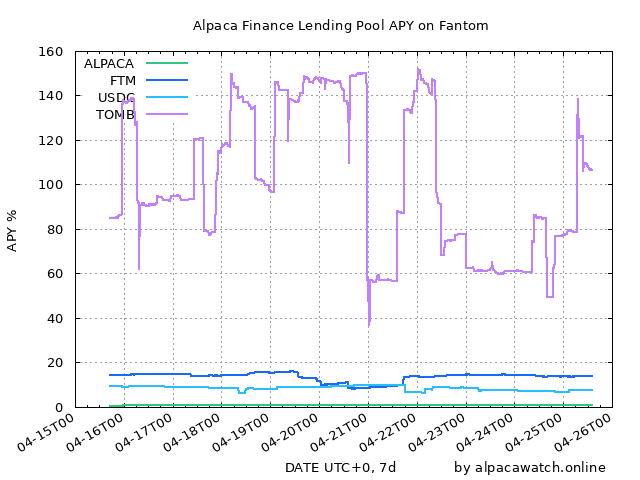 Alpaca Finance Lending Pool APY on Fantom
160
140
120
100
80
60
40
20
0
APY %
ALPACA
FTM
USDC
TOMB
04-15T00
04-16T00
04-17T00
04-18T00
04-19T00
04-20T00
04-21T00
04-22T00
04-23T00
04-24T00
04-25T00
04-26T00
DATE UTC+0, 7d
by alpacawatch.online